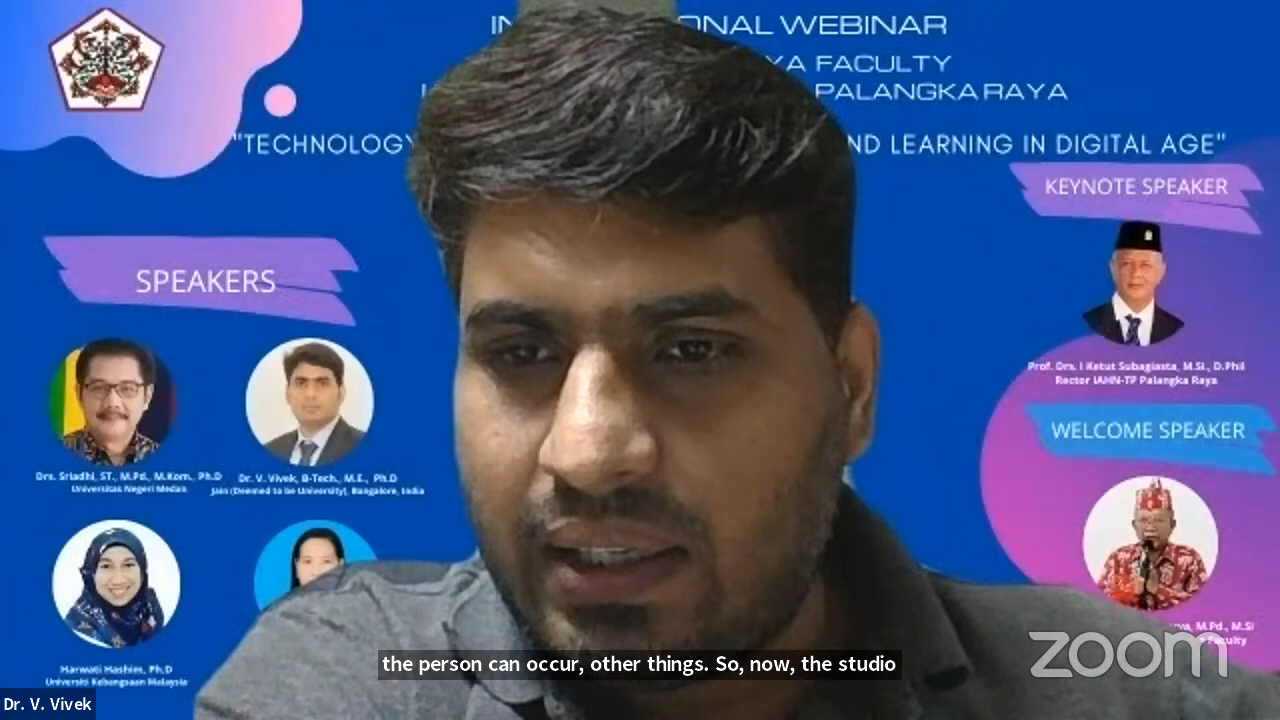 ONAL WEBINAR
YA FACULTY
PALANGKA RAYA
"TECHNOLOGY
ND LEARNING IN DIGITAL AGE"
KEYNOTE SPEAKER
Prof. Drs. I Ketut Subagiasta, M.Si., D.Phil
Rector IAHN-TP Palangka Raya
SPEAKERS
Drs. Sriadhi, ST., M.Pd., M.Kom., Ph.D
Universitas Negeri Medan
Dr. V. Vivek, B-Tech., M.E., Ph.D
Jain (Deemed to be University), Bangalore, India
WELCOME SPEAKER
M.Pd., M.Si
Faculty
Harwati Hashim, Ph.D
Universiti Kebangsaan Malaysia
zoom
the person can occur, other things. So, now, the studio
Dr. V. Vivek